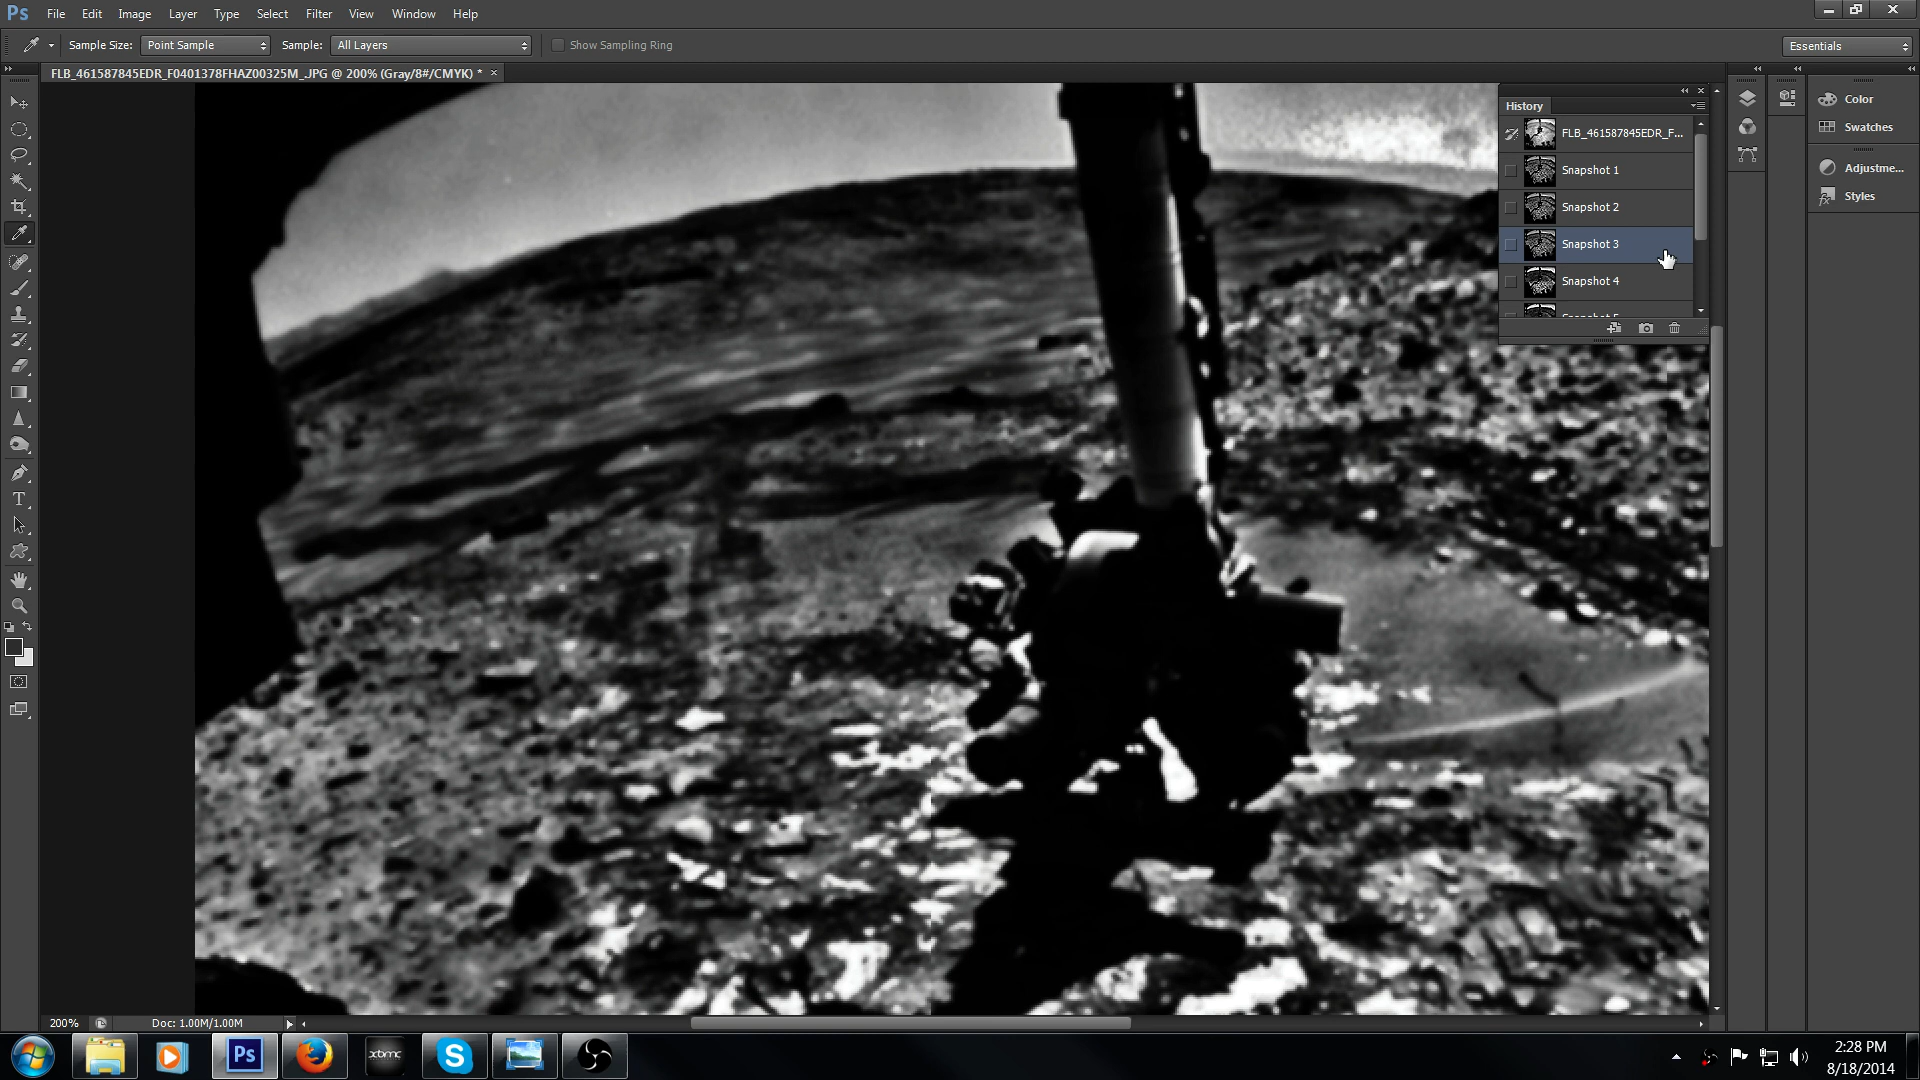 Ps File Edit Image Layer Type Select Filter View Window Help
Sample Size: Point Sample Sample: All Layers Show Sampling Ring Essentials
FLB_461587845EDR_F0401378FHAZ00325M_.JPG @ 200% (Gray/8#/CMYK) * ×
History
FLB_461587845EDR_F...
Snapshot 1
Snapshot 2
Snapshot 3
Snapshot 4
Color
Swatches
Adjustme...
Styles
T
200% Doc: 1.00M/1.00M
Ps xbmc S
2:28 PM
8/18/2014